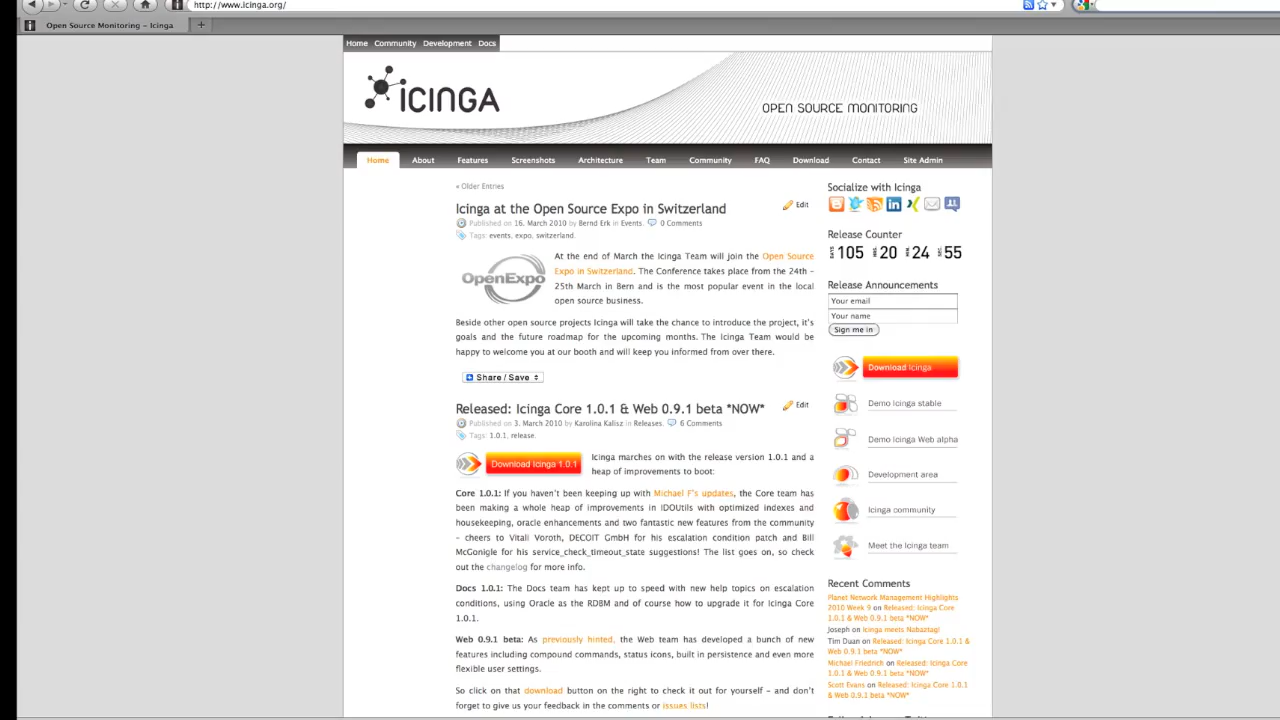 http://www.icinga.org/
Open Source Monitoring – Icinga
Home Community Development Docs
ICINGA
OPEN SOURCE MONITORING
Home About Features Screenshots Architecture Team Community FAQ Download Contact Site Admin
« Older Entries
Icinga at the Open Source Expo in Switzerland
Edit
Published on 16. March 2010 by Bernd Erk in Events. 0 Comments
Tags: events, expo, switzerland.
OpenExpo
At the end of March the Icinga Team will join the Open Source
Expo in Switzerland. The Conference takes place from the 24th –
25th March in Bern and is the most popular event in the local
open source business.
Beside other open source projects Icinga will take the chance to introduce the project, it's
goals and the future roadmap for the upcoming months. The Icinga Team would be
happy to welcome you at our booth and will keep you informed from over there.
Share / Save
Released: Icinga Core 1.0.1 & Web 0.9.1 beta *NOW*
Edit
Published on 3. March 2010 by Karolina Kalisz in Releases. 6 Comments
Tags: 1.0.1, release.
Download Icinga 1.0.1
Icinga marches on with the release version 1.0.1 and a
heap of improvements to boot:
Core 1.0.1: If you haven't been keeping up with Michael F's updates, the Core team has
been making a whole heap of improvements in IDOUtils with optimized indexes and
housekeeping, oracle enhancements and two fantastic new features from the community
– cheers to Vitali Voroth, DECOIT GmbH for his escalation condition patch and Bill
McGonigle for his service_check_timeout_state suggestions! The list goes on, so check
out the changelog for more info.
Docs 1.0.1: The Docs team has kept up to speed with new help topics on escalation
conditions, using Oracle as the RDBM and of course how to upgrade it for Icinga Core
1.0.1.
Web 0.9.1 beta: As previously hinted, the Web team has developed a bunch of new
features including compound commands, status icons, built in persistence and even more
flexible user settings.
So click on that download button on the right to check it out for yourself – and don't
forget to give us your feedback in the comments or issues lists!
Socialize with Icinga
Release Counter
DAYS 105 20 24 55
Release Announcements
Your email
Your name
Sign me in
Download Icinga
Demo Icinga stable
Demo Icinga Web alpha
Development area
Icinga community
Meet the Icinga team
Recent Comments
Planet Network Management Highlights
2010 Week 9 on Released: Icinga Core
1.0.1 & Web 0.9.1 beta *NOW*
Joseph on Icinga meets Nabaztag!
Tim Duan on Released: Icinga Core 1.0.1 &
Web 0.9.1 beta *NOW*
Michael Friedrich on Released: Icinga Core
1.0.1 & Web 0.9.1 beta *NOW*
Scott Evans on Released: Icinga Core 1.0.1
& Web 0.9.1 beta *NOW*